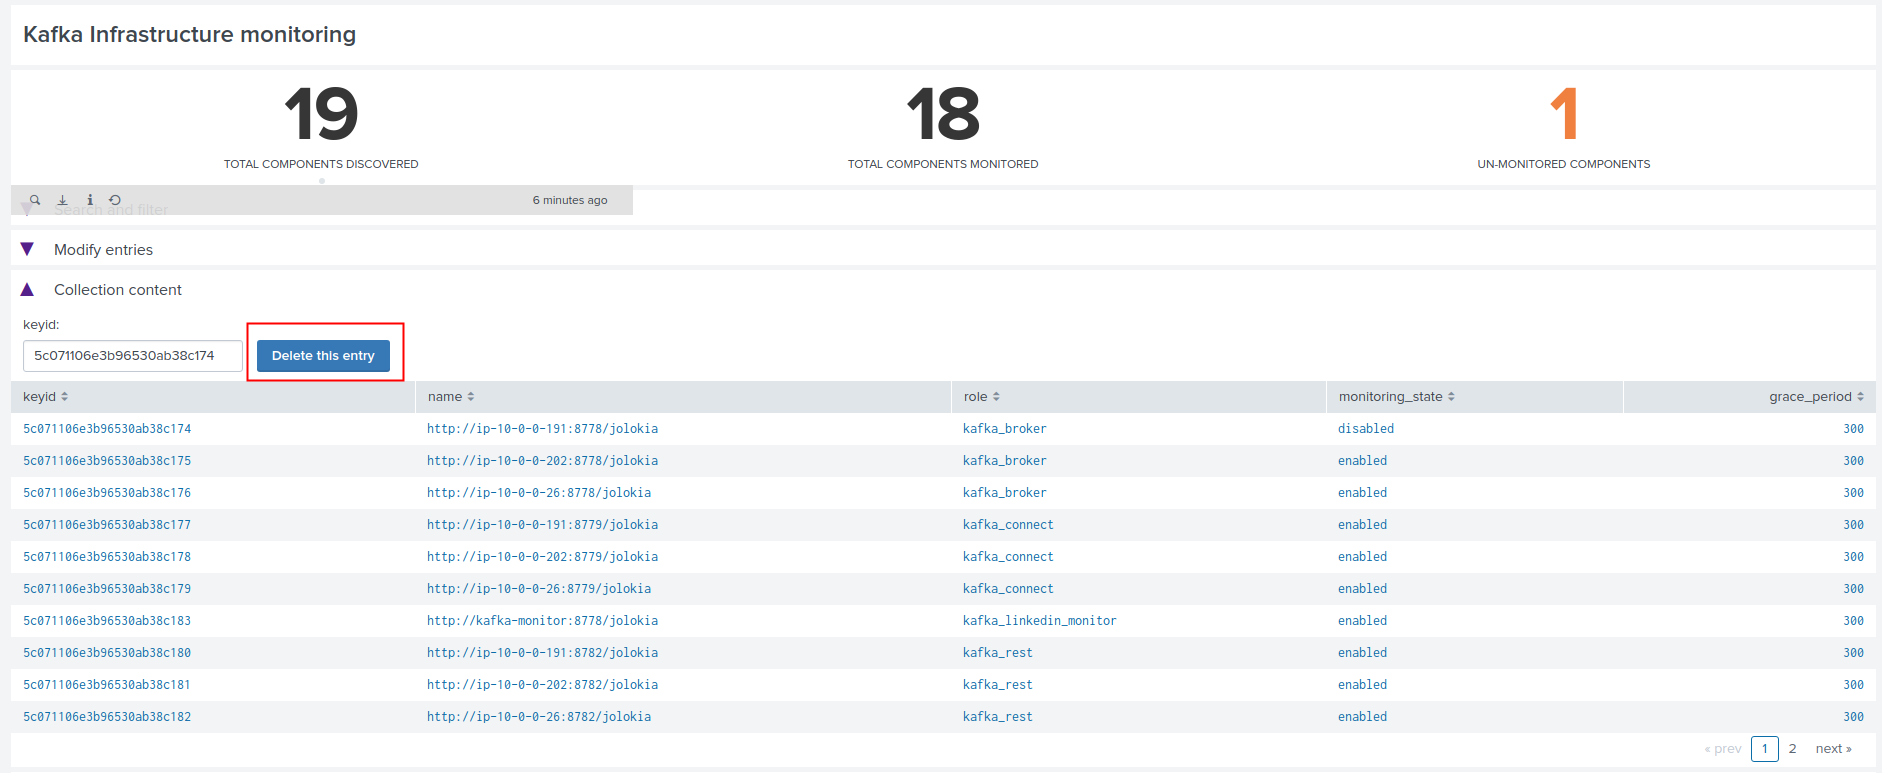 Kafka Infrastructure monitoring
19 18 1
TOTAL COMPONENTS DISCOVERED TOTAL COMPONENTS MONITORED UN-MONITORED COMPONENTS
6 minutes ago
Search and filter
Modify entries
Collection content
keyid:
5c071106e3b96530ab38c174 Delete this entry
keyid name role monitoring_state grace_period
5c071106e3b96530ab38c174 http://ip-10-0-0-191:8778/jolokia kafka_broker disabled 300
5c071106e3b96530ab38c175 http://ip-10-0-0-202:8778/jolokia kafka_broker enabled 300
5c071106e3b96530ab38c176 http://ip-10-0-0-26:8778/jolokia kafka_broker enabled 300
5c071106e3b96530ab38c177 http://ip-10-0-0-191:8779/jolokia kafka_connect enabled 300
5c071106e3b96530ab38c178 http://ip-10-0-0-202:8779/jolokia kafka_connect enabled 300
5c071106e3b96530ab38c179 http://ip-10-0-0-26:8779/jolokia kafka_connect enabled 300
5c071106e3b96530ab38c183 http://kafka-monitor:8778/jolokia kafka_linkedin_monitor enabled 300
5c071106e3b96530ab38c180 http://ip-10-0-0-191:8782/jolokia kafka_rest enabled 300
5c071106e3b96530ab38c181 http://ip-10-0-0-202:8782/jolokia kafka_rest enabled 300
5c071106e3b96530ab38c182 http://ip-10-0-0-26:8782/jolokia kafka_rest enabled 300
« prev 1 2 next »